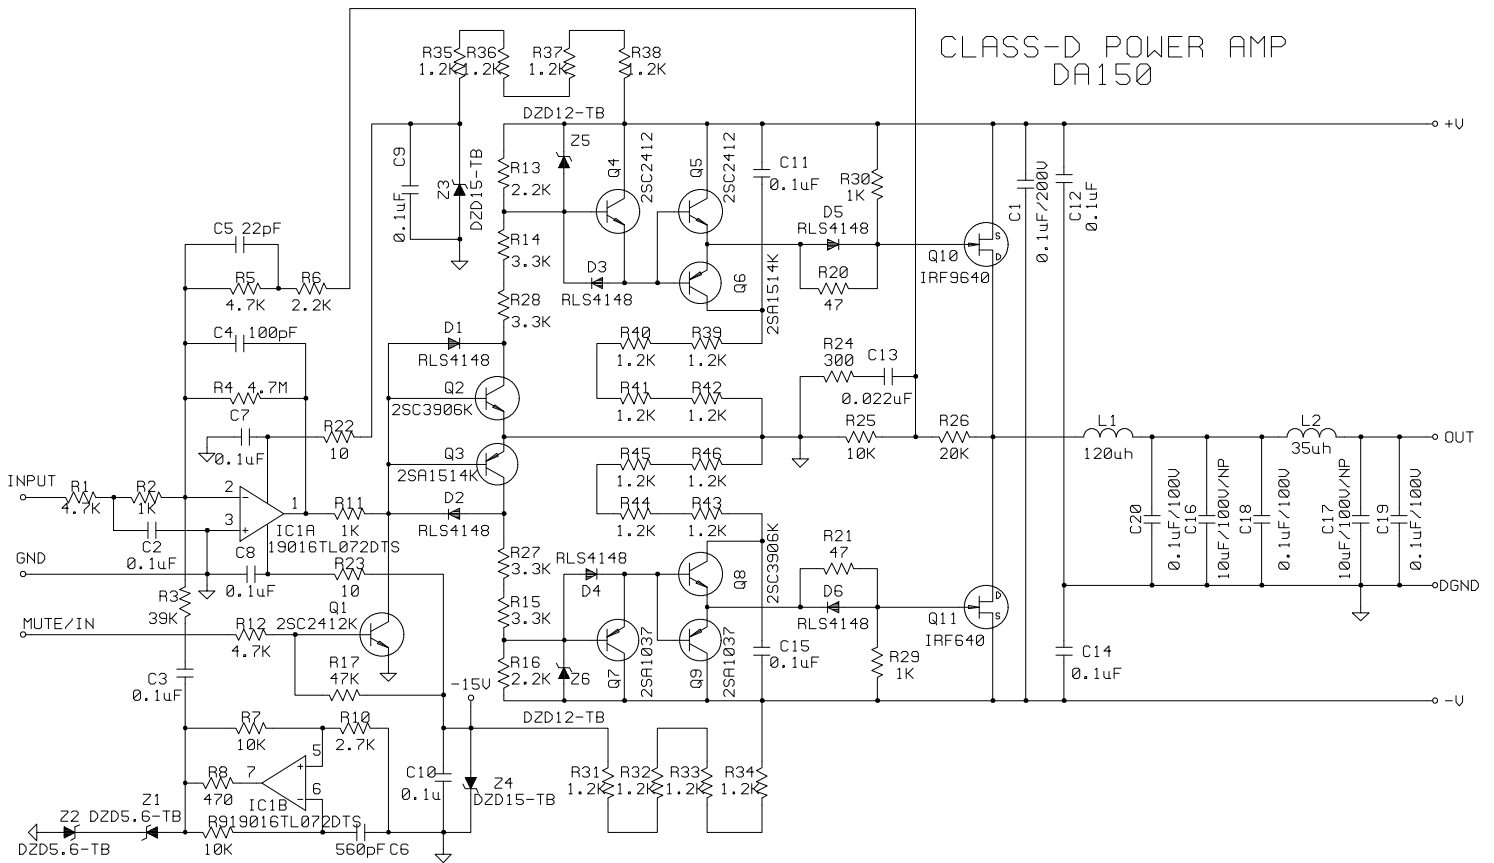 CLASS-D POWER AMP
DA150
R35
1.2K
R36
1.2K
R37
1.2K
R38
1.2K
DZD12-TB
Z5
+V
C9
0.1uF
Z3
DZD15-TB
R13
2.2K
Q4
2SC2412
Q5
2SC2412
C11
0.1uF
R30
1K
C1
0.1uF/200V
C12
0.1uF
C5 22pF
R5
4.7K
R6
2.2K
R14
3.3K
D3
RLS4148
Q6
2SA1514K
D5
RLS4148
R20
47
Q10
IRF9640
S
D
R28
3.3K
C4 100pF
D1
RLS4148
R40
1.2K
R39
1.2K
R24
300
C13
0.022uF
R4 4.7M
Q2
2SC3906K
R41
1.2K
R42
1.2K
C7
0.1uF
R22
10
R25
10K
R26
20K
L1
120uh
L2
35uh
OUT
Q3
2SA1514K
R45
1.2K
R46
1.2K
INPUT
R1
4.7K
R2
1K
2
3
1
IC1A
19016TL072DTS
R11
1K
D2
RLS4148
R44
1.2K
R43
1.2K
C20
0.1uF/100V
C16
10uF/100V/NP
C18
0.1uF/100V
C17
10uF/100V/NP
C19
0.1uF/100V
C2
0.1uF
GND
C8
0.1uF
R23
10
R27
3.3K
RLS4148
D4
Q8
2SC3906K
R21
47
D6
RLS4148
Q11
IRF640
D
S
DGND
R3
39K
MUTE/IN
R12
4.7K
Q1
2SC2412K
R15
3.3K
R17
47K
R16
2.2K
Z6
Q7
2SA1037
Q9
2SA1037
C15
0.1uF
R29
1K
C14
0.1uF
C3
0.1uF
-15V
-V
DZD12-TB
R7
10K
R10
2.7K
5
6
7
R8
470
IC1B
19016TL072DTS
C10
0.1u
Z4
DZD15-TB
R31
1.2K
R32
1.2K
R33
1.2K
R34
1.2K
Z1
DZD5.6-TB
Z2
DZD5.6-TB
R9
10K
560pF C6